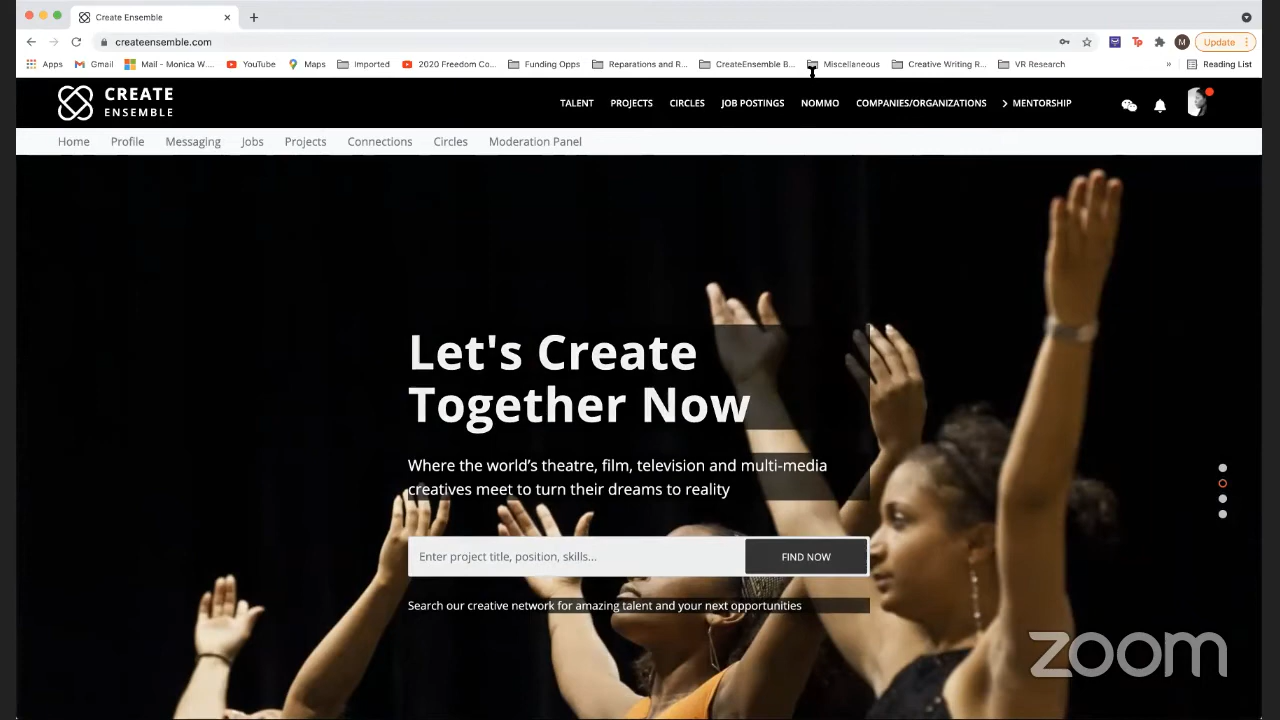 Create Ensemble
createensemble.com
Tp
M
Update
Apps
Gmail
Mail - Monica W...
YouTube
Maps
Imported
2020 Freedom Co...
Funding Opps
Reparations and R...
CreateEnsemble B...
Miscellaneous
Creative Writing R...
VR Research
»
Reading List
CREATE
ENSEMBLE
TALENT
PROJECTS
CIRCLES
JOB POSTINGS
NOMMO
COMPANIES/ORGANIZATIONS
MENTORSHIP
Home
Profile
Messaging
Jobs
Projects
Connections
Circles
Moderation Panel
Let's Create
Together Now
Where the world's theatre, film, television and multi-media
creatives meet to turn their dreams to reality
Enter project title, position, skills...
FIND NOW
Search our creative network for amazing talent and your next opportunities
zoom